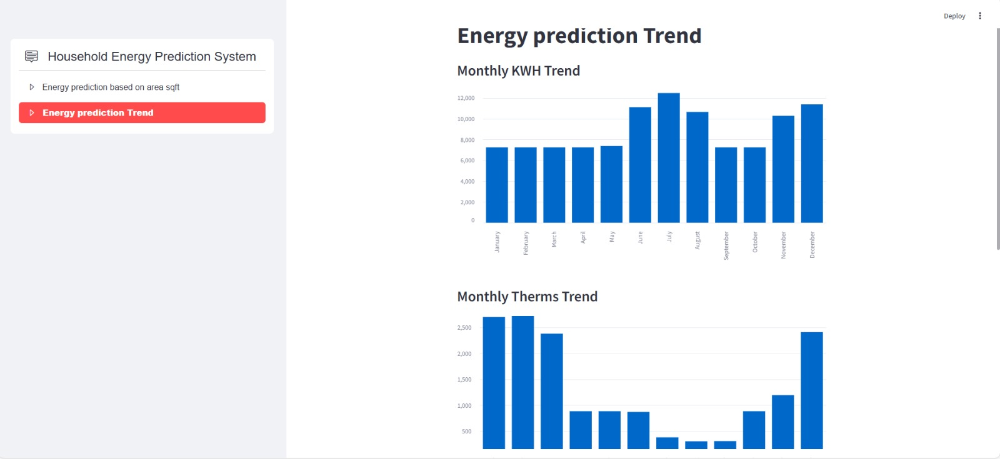 Deploy
Household Energy Prediction System
Energy prediction based on area sqft
Energy prediction Trend
Energy prediction Trend
Monthly KWH Trend
12,000
10,000
8,000
6,000
4,000
2,000
0
January
February
March
April
May
June
July
August
September
October
November
December
Monthly Therms Trend
2,500
2,000
1,500
1,000
500